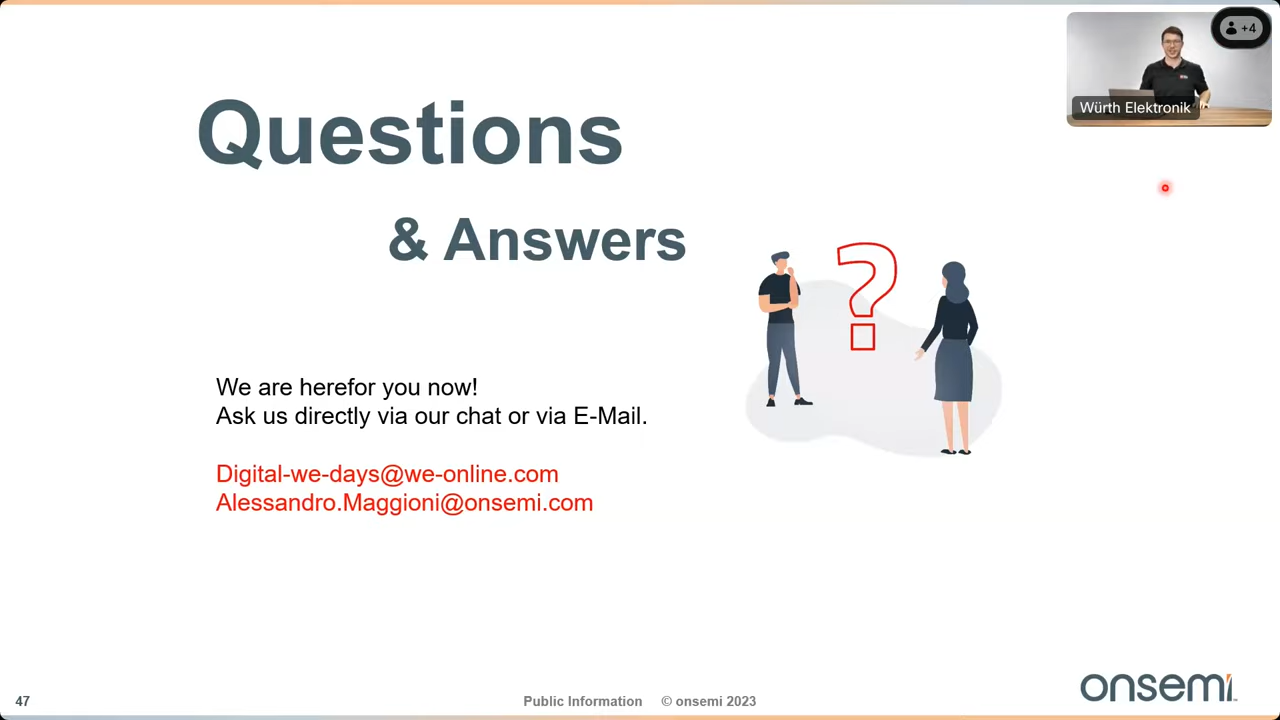 +4
Würth Elektronik
Questions
& Answers
?
We are herefor you now!
Ask us directly via our chat or via E-Mail.
Digital-we-days@we-online.com
Alessandro.Maggioni@onsemi.com
47
Public Information © onsemi 2023
onsemi